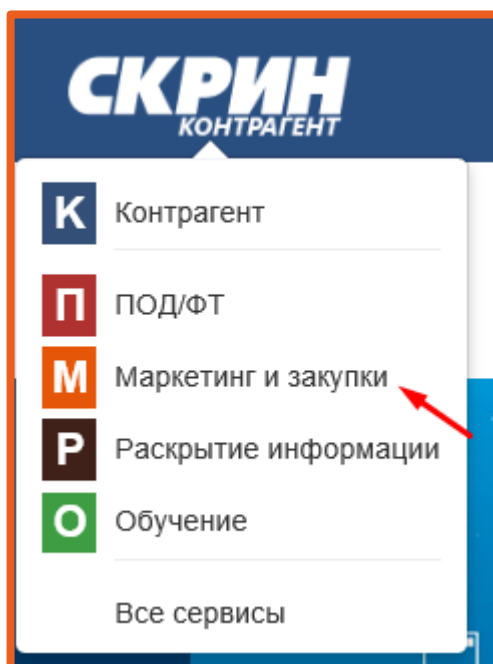 СКРИН
КОНТРАГЕНТ
К Контрагент
П ПОД/ФТ
М Маркетинг и закупки
Р Раскрытие информации
О Обучение
Все сервисы